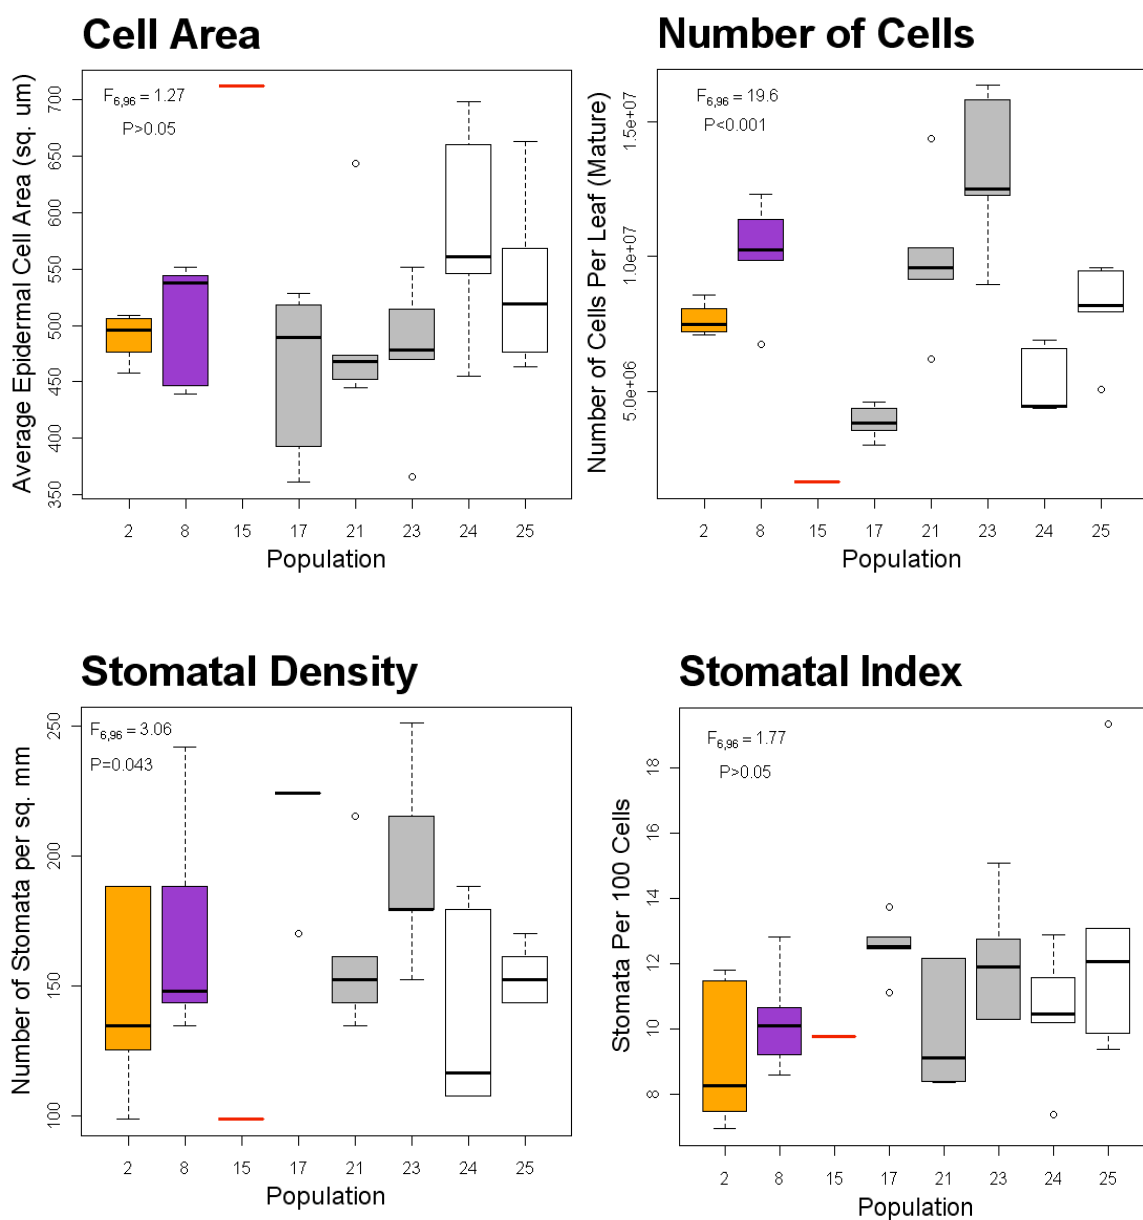 Cell Area
F6,96 = 1.27
P>0.05
Average Epidermal Cell Area (sq. um)
350 400 450 500 550 600 650 700
2 8 15 17 21 23 24 25
Population
Number of Cells
F6,96 = 19.6
P<0.001
Number of Cells Per Leaf (Mature)
5.0e+06 1.0e+07 1.5e+07
2 8 15 17 21 23 24 25
Population
Stomatal Density
F6,96 = 3.06
P=0.043
Number of Stomata per sq. mm
100 150 200 250
2 8 15 17 21 23 24 25
Population
Stomatal Index
F6,96 = 1.77
P>0.05
Stomata Per 100 Cells
8 10 12 14 16 18
2 8 15 17 21 23 24 25
Population